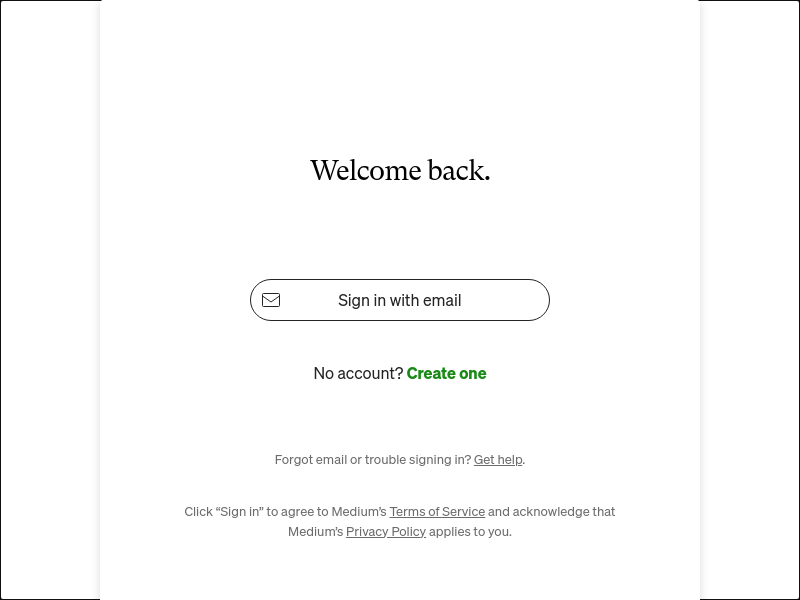 Welcome back.
Sign in with email
No account? Create one
Forgot email or trouble signing in? Get help.
Click “Sign in” to agree to Medium’s Terms of Service and acknowledge that
Medium’s Privacy Policy applies to you.